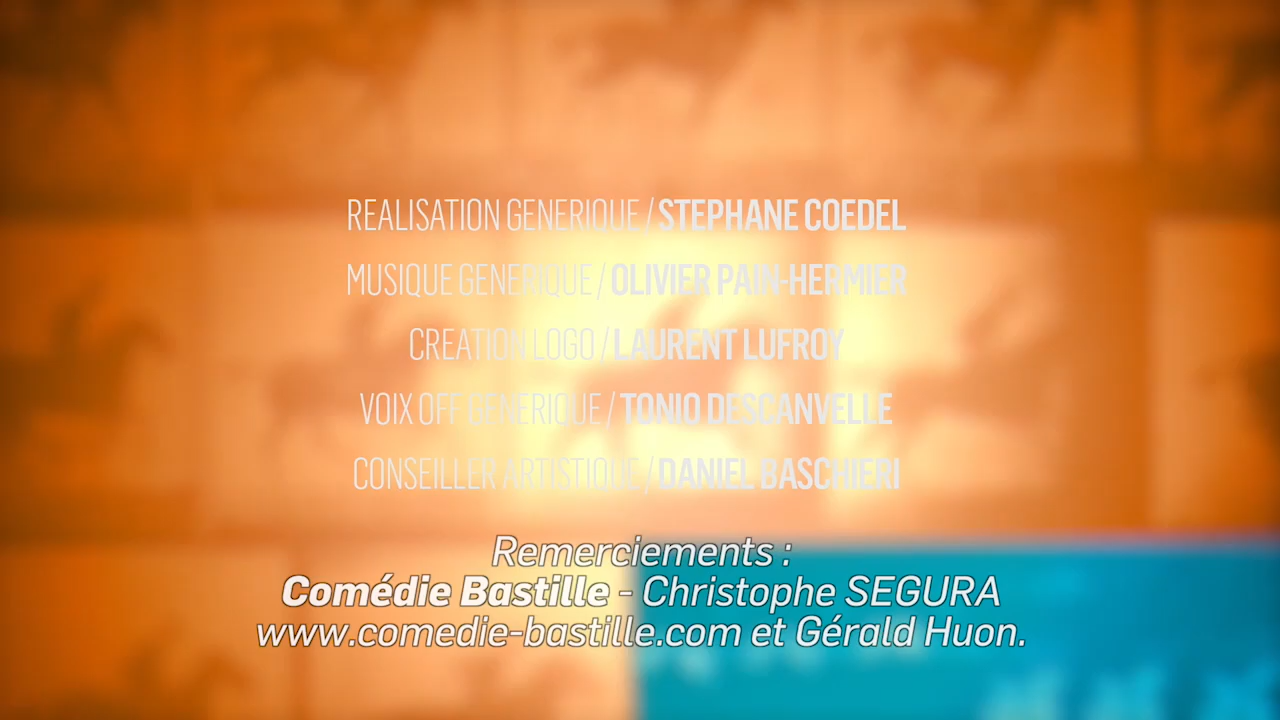 REALISATION GENERIQUE / STEPHANE COEDEL
MUSIQUE GENERIQUE / OLIVIER PAIN-HERMIER
CREATION LOGO / LAURENT LUFROY
VOIX OFF GENERIQUE / TONIO DESCANVELLE
CONSEILLER ARTISTIQUE / DANIEL BASCHIERI
Remerciements :
Comédie Bastille - Christophe SEGURA
www.comedie-bastille.com et Gérald Huon.